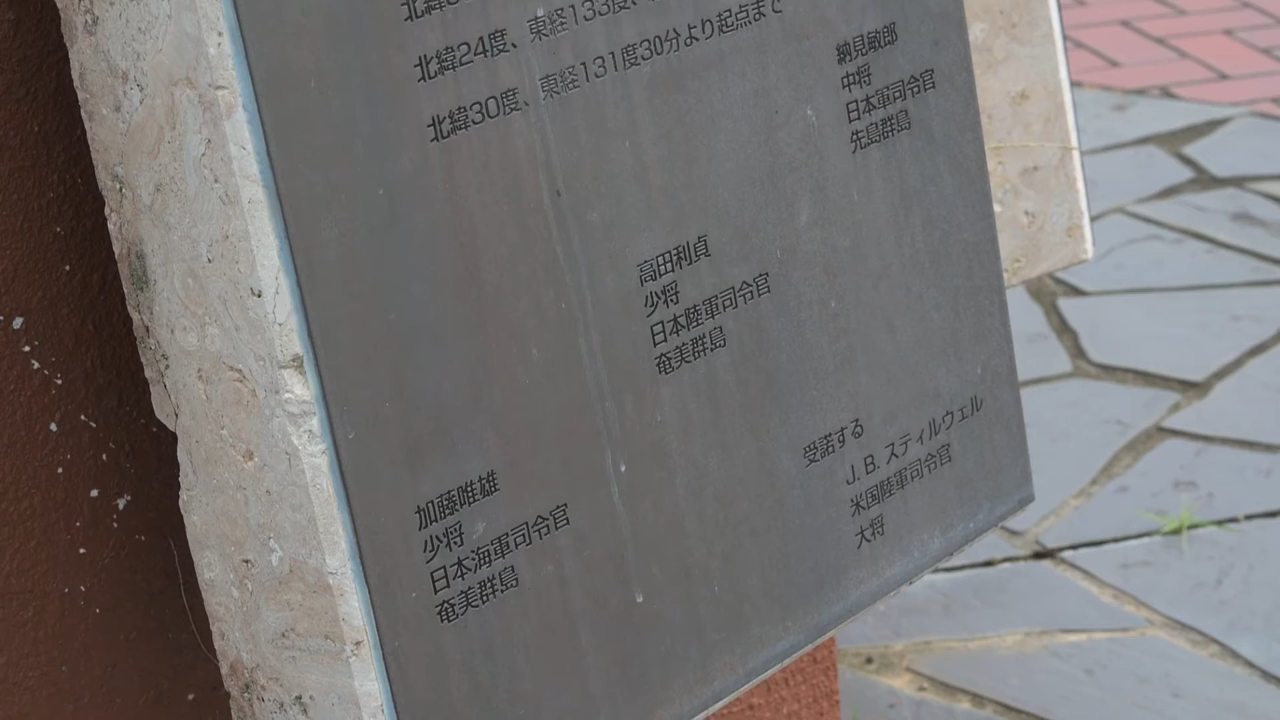 北緯
北緯24度、東経133度、
北緯30度、東経131度30分より起点まで
納見敏郎
中将
日本軍司令官
先島群島
高田利貞
少将
日本陸軍司令官
奄美群島
加藤唯雄
少将
日本海軍司令官
奄美群島
受諾する
J. B. スティルウェル
米国陸軍司令官
大将